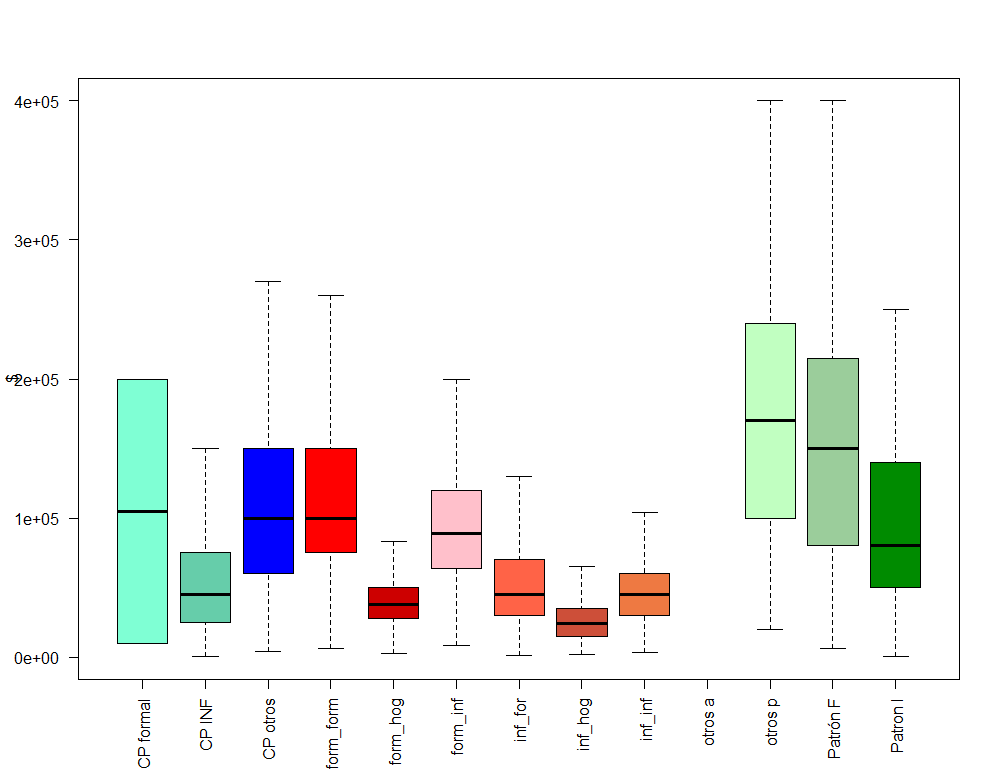 4e+05
3e+05
$
2e+05
1e+05
0e+00
CP formal
CP INF
CP otros
form_form
form_hog
form_inf
inf_for
inf_hog
inf_inf
otros a
otros p
Patrón F
Patron I